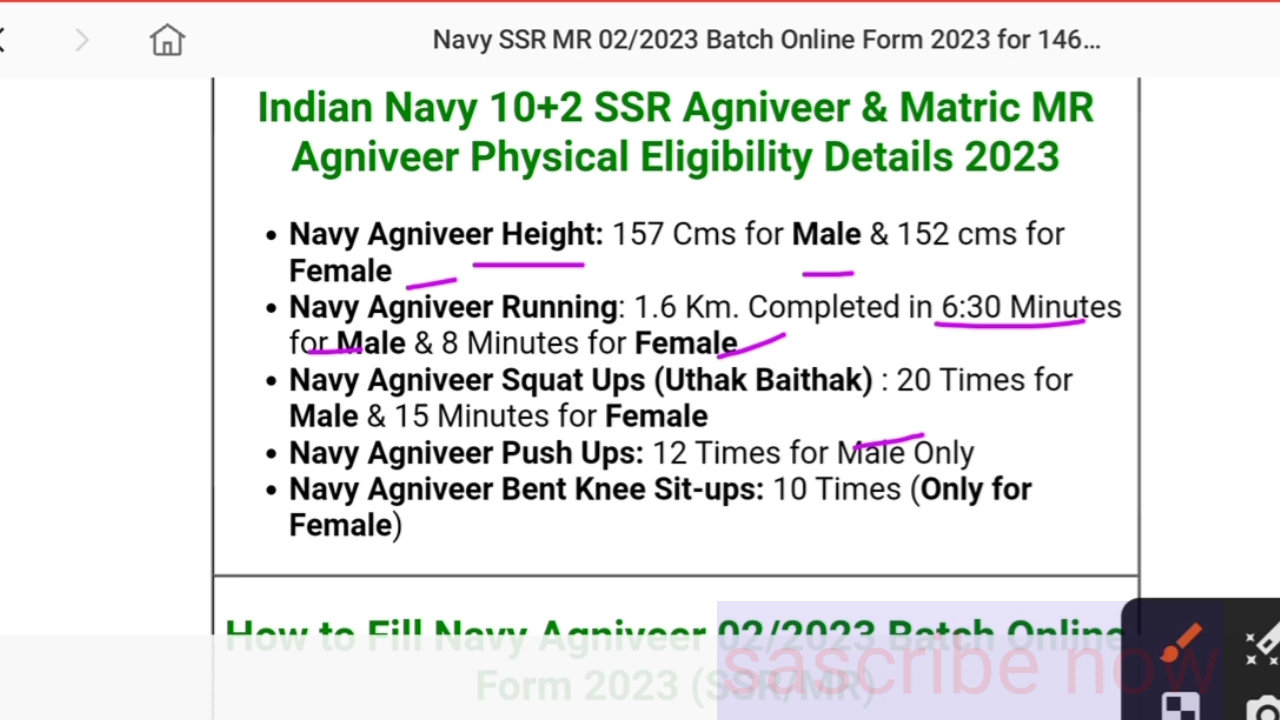 Navy SSR MR 02/2023 Batch Online Form 2023 for 146...
Indian Navy 10+2 SSR Agniveer & Matric MR
Agniveer Physical Eligibility Details 2023
• Navy Agniveer Height: 157 Cms for Male & 152 cms for
Female
• Navy Agniveer Running: 1.6 Km. Completed in 6:30 Minutes
for Male & 8 Minutes for Female
• Navy Agniveer Squat Ups (Uthak Baithak) : 20 Times for
Male & 15 Minutes for Female
• Navy Agniveer Push Ups: 12 Times for Male Only
• Navy Agniveer Bent Knee Sit-ups: 10 Times (Only for
Female)
How to Fill Navy Agniveer 02/2023 Batch Online
Form 2023 (SSR/MR)
sascribe now